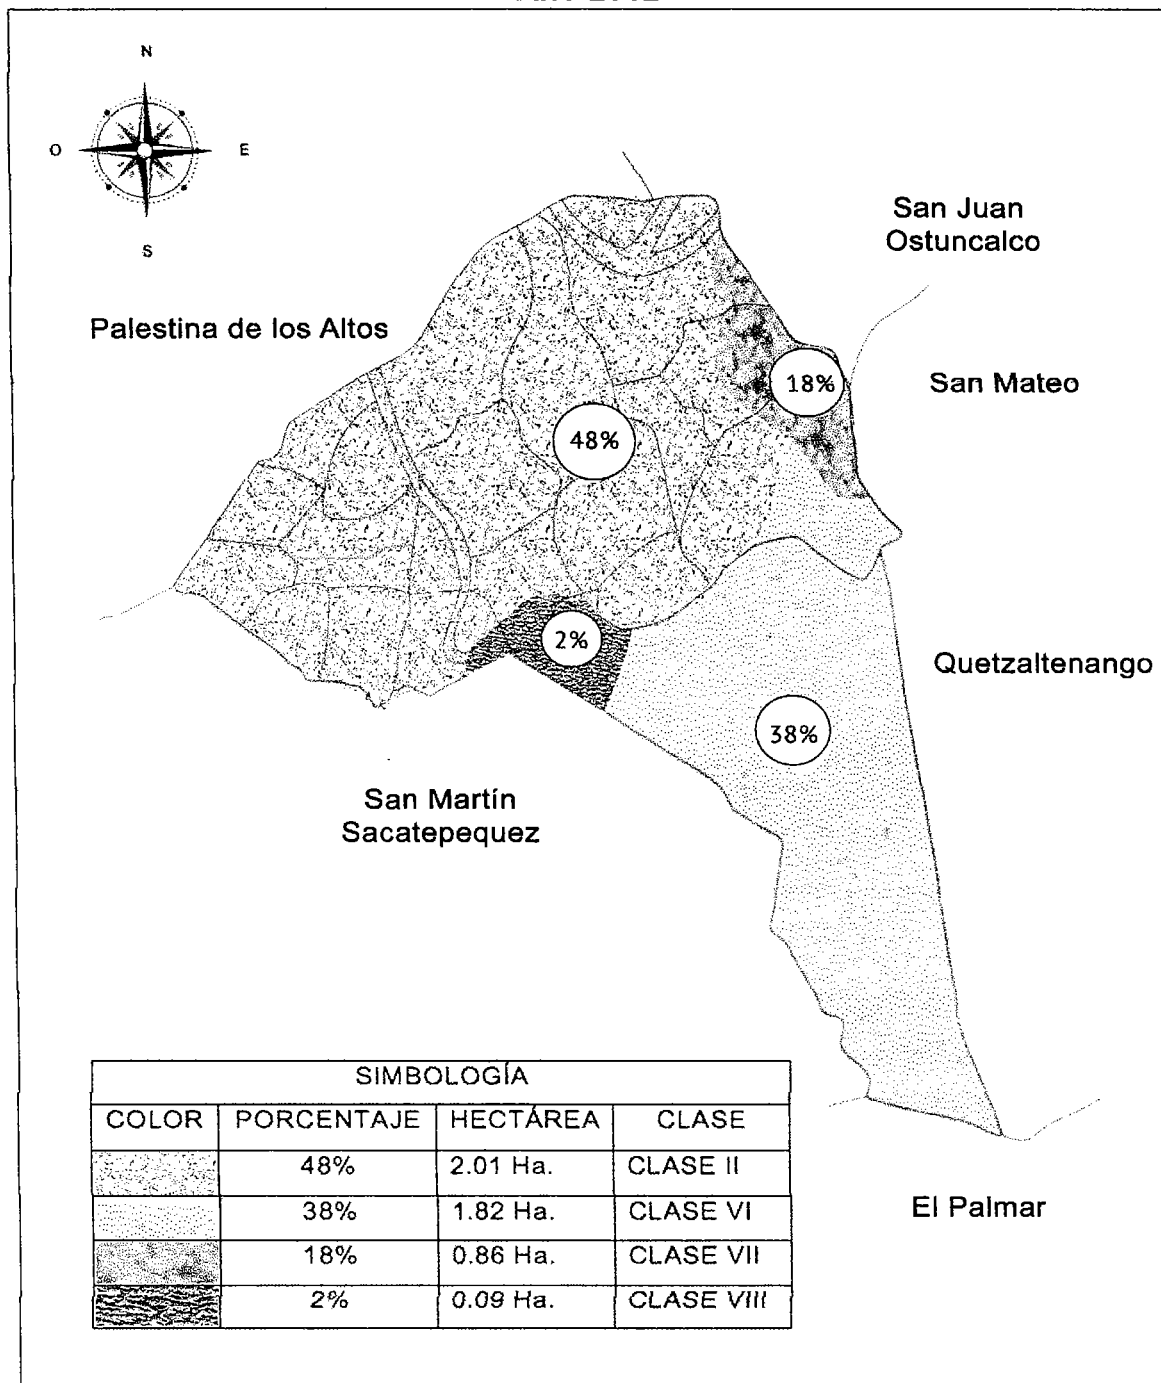 N
O
E
S
San Juan
Ostuncalco
Palestina de los Altos
San Mateo
18%
48%
2%
Quetzaltenango
38%
San Martín
Sacatepequez
SIMBOLOGÍA
COLOR PORCENTAJE HECTÁREA CLASE
48% 2.01 Ha. CLASE II
38% 1.82 Ha. CLASE VI
18% 0.86 Ha. CLASE VII
2% 0.09 Ha. CLASE VIII
El Palmar